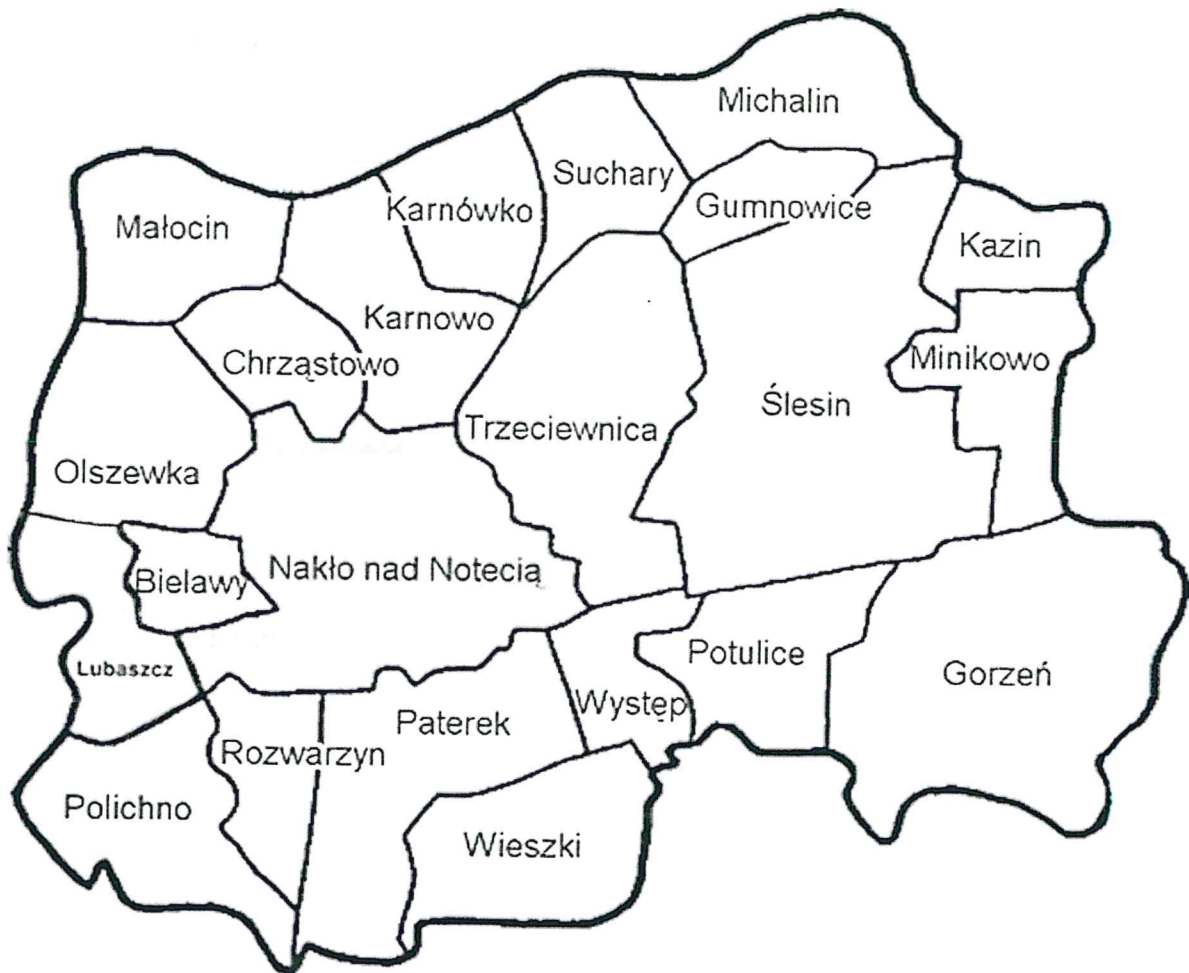 Michalin
Suchary
Karnówko
Gumnowice
Małocin
Kazin
Karnowo
Chrząstowo
Minikowo
Ślesin
Trzeciewnica
Olszewka
Nakło nad Notecią
Bielawy
Potulice
Lubaszcz
Gorzeń
Występ
Paterek
Rozwarzyn
Polichno
Wieszki